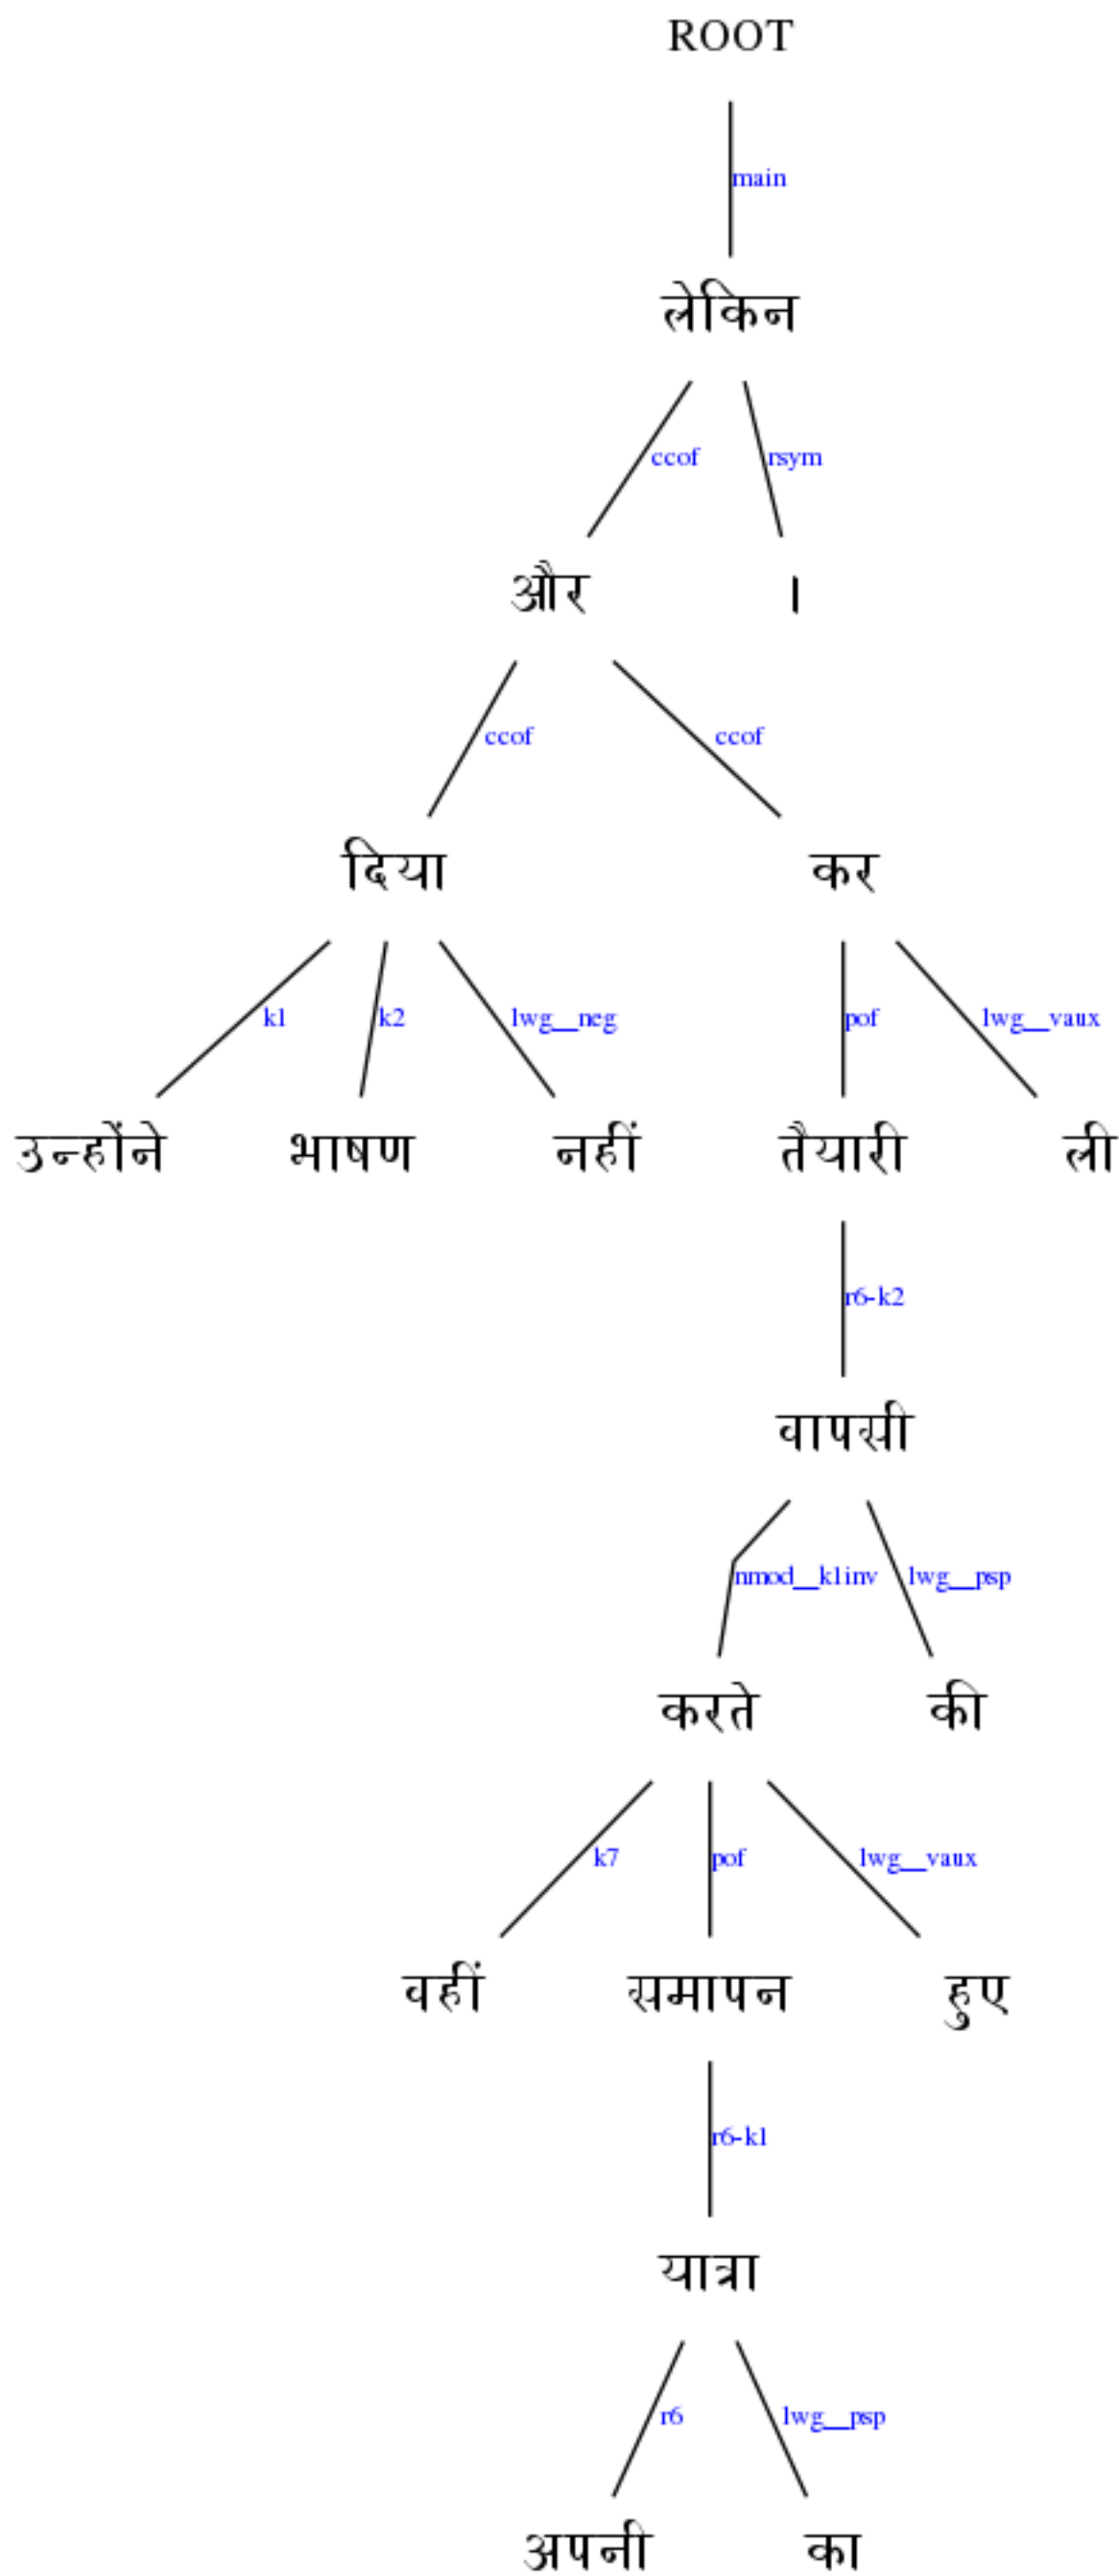 ROOT
main
लेकिन
ccof rsym
और ।
ccof ccof
दिया कर
k1 k2 lwg__neg pof lwg__vaux
उन्होंने भाषण नहीं तैयारी ली
r6-k2
वापसी
nmod__k1inv lwg__psp
करते की
k7 pof lwg__vaux
वहीं समापन हुए
r6-k1
यात्रा
r6 lwg__psp
अपनी का